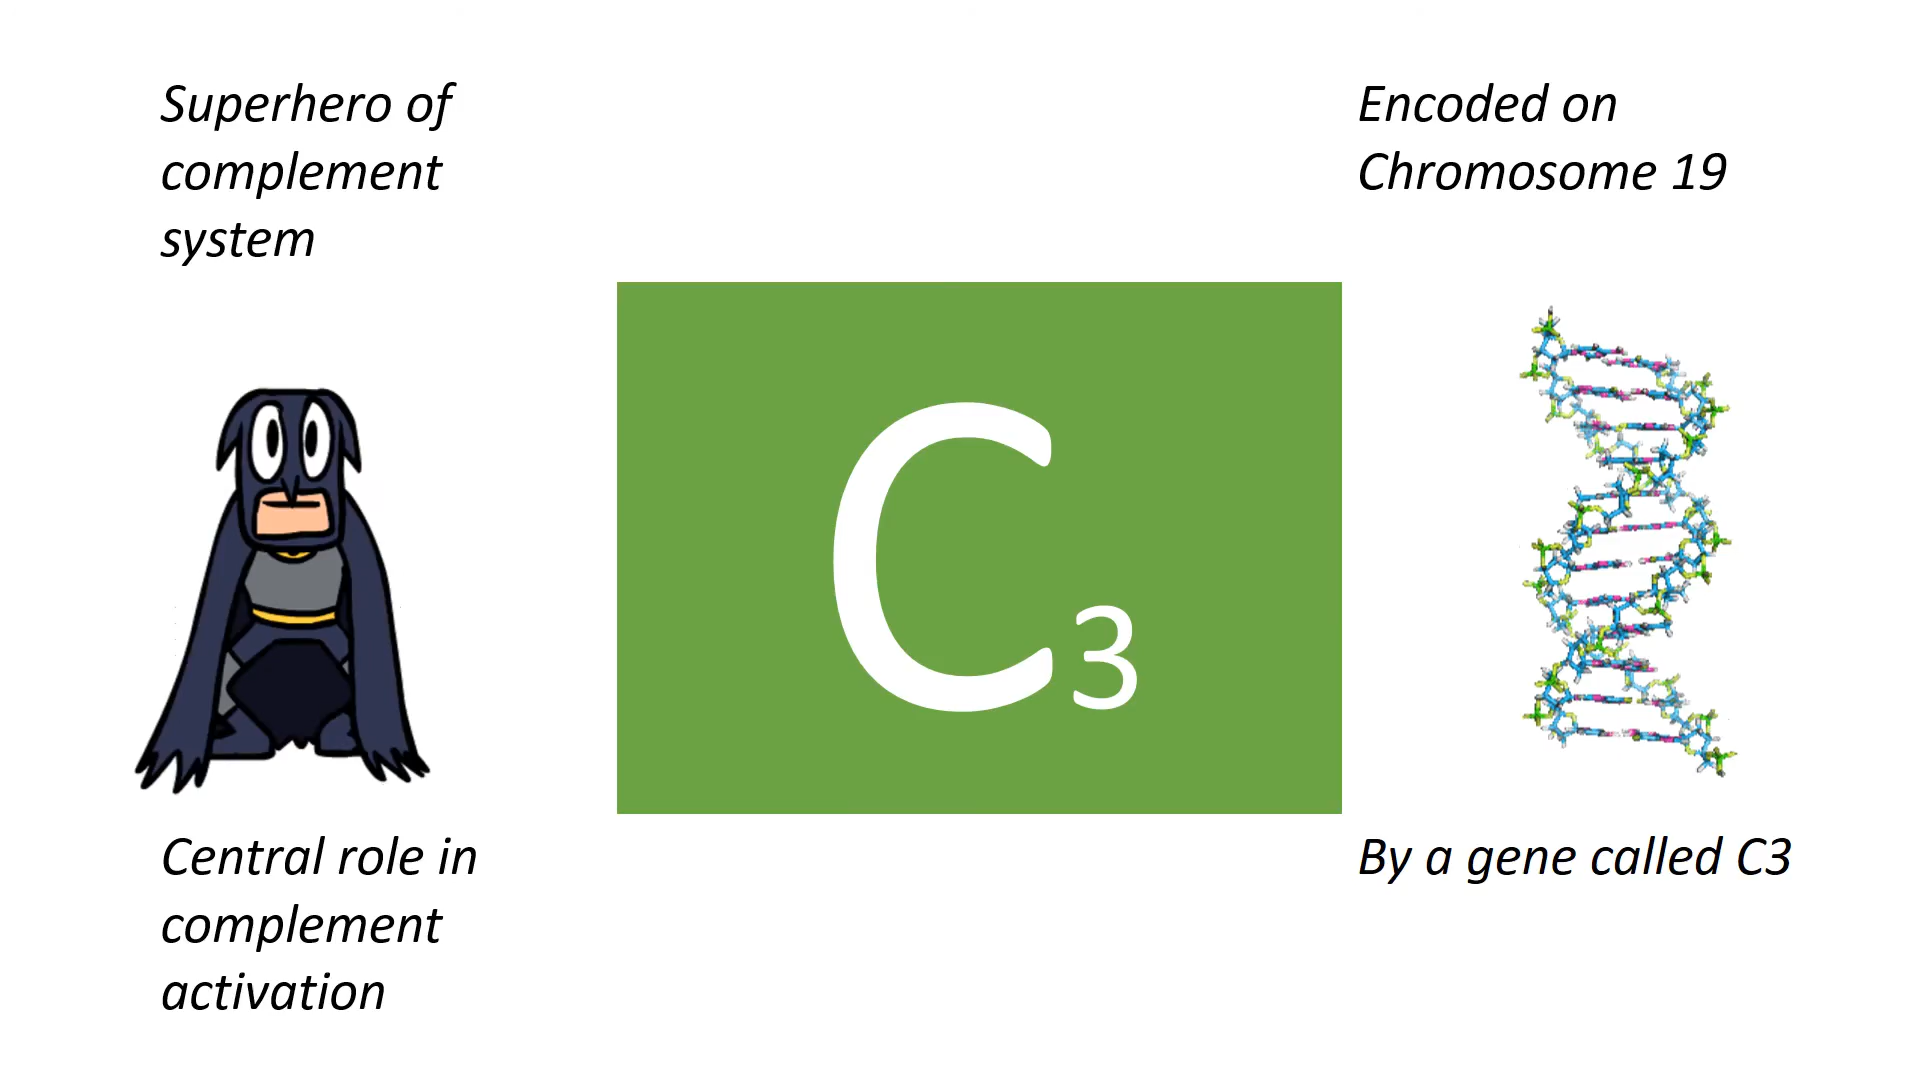 Superhero of
complement
system
Encoded on
Chromosome 19
C3
Central role in
complement
activation
By a gene called C3